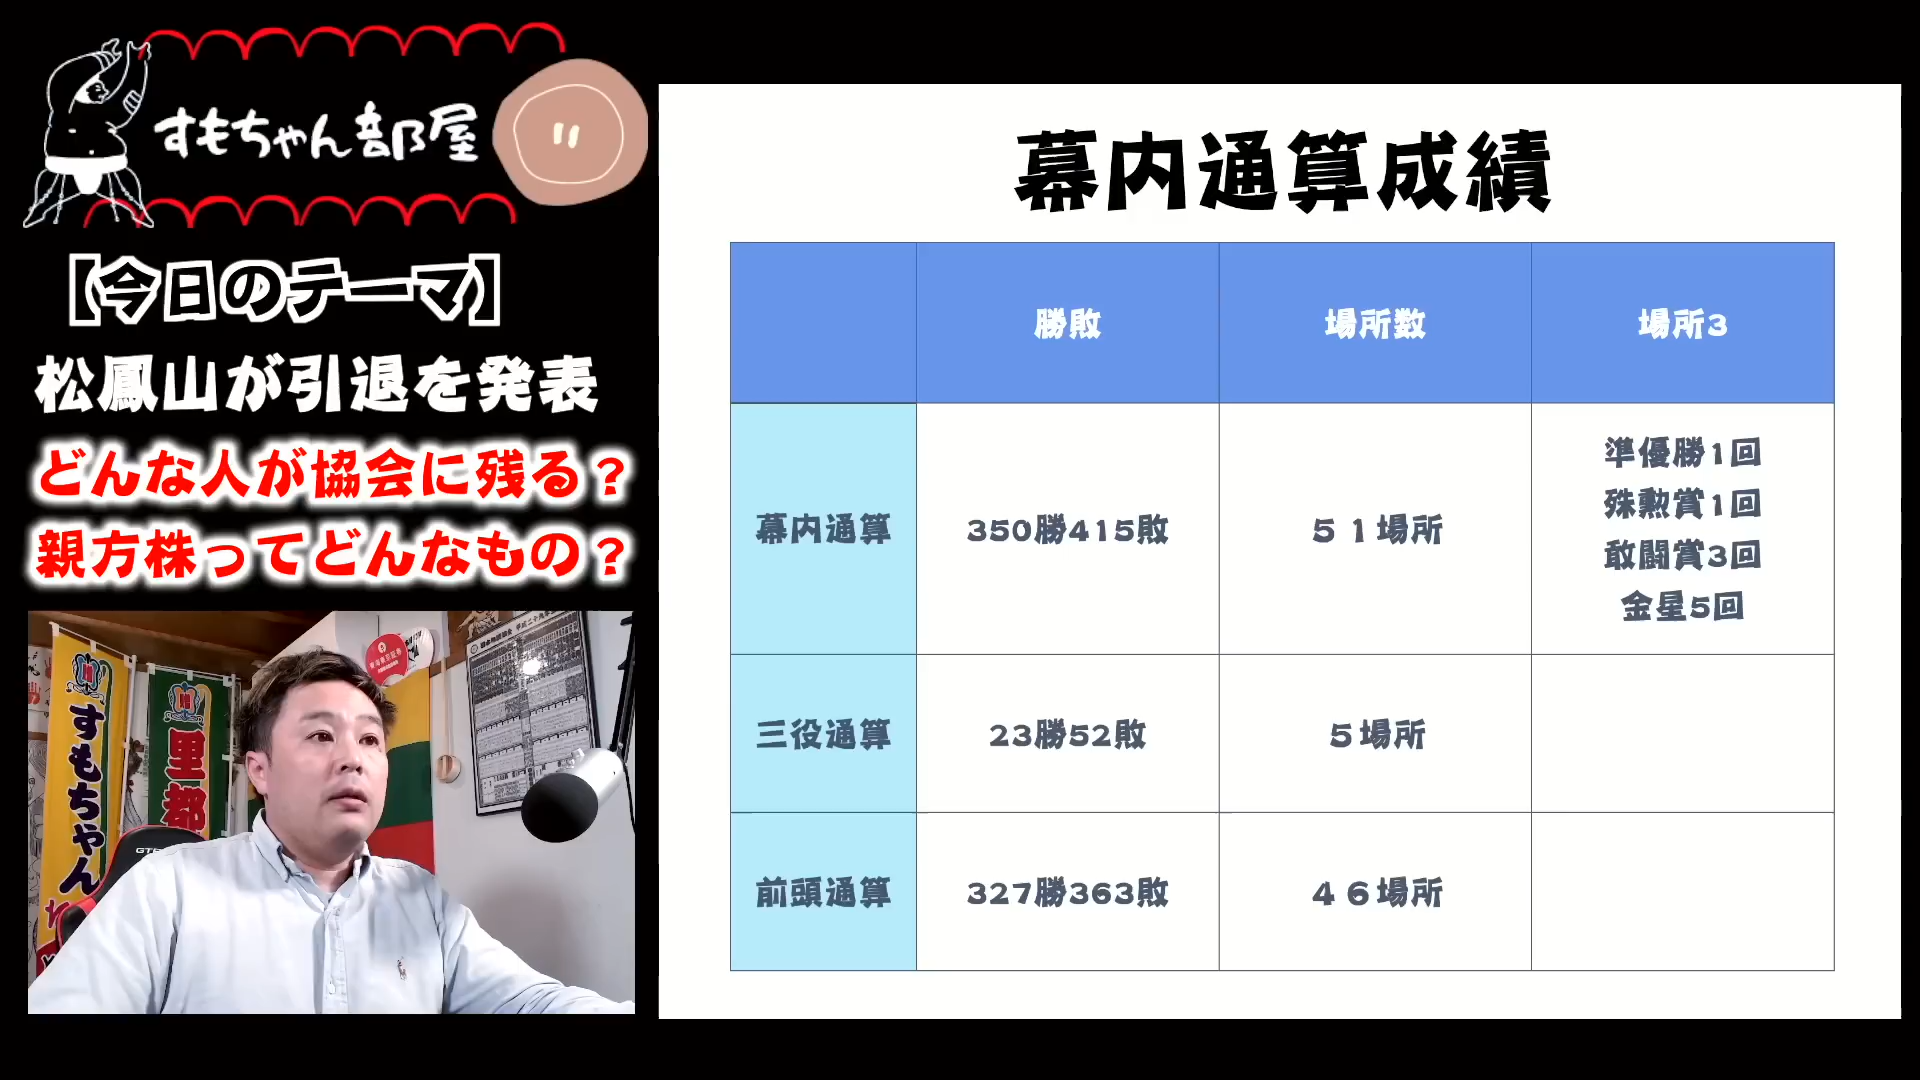 すもちゃん部屋
【今日のテーマ】
松鳳山が引退を発表
どんな人が協会に残る？
親方株ってどんなもの？
すもちゃん
里都
GTR
幕内通算成績
勝敗 場所数 場所3
幕内通算 350勝415敗 ５１場所 準優勝1回
殊勲賞1回
敢闘賞3回
金星5回
三役通算 23勝52敗 ５場所
前頭通算 327勝363敗 ４６場所